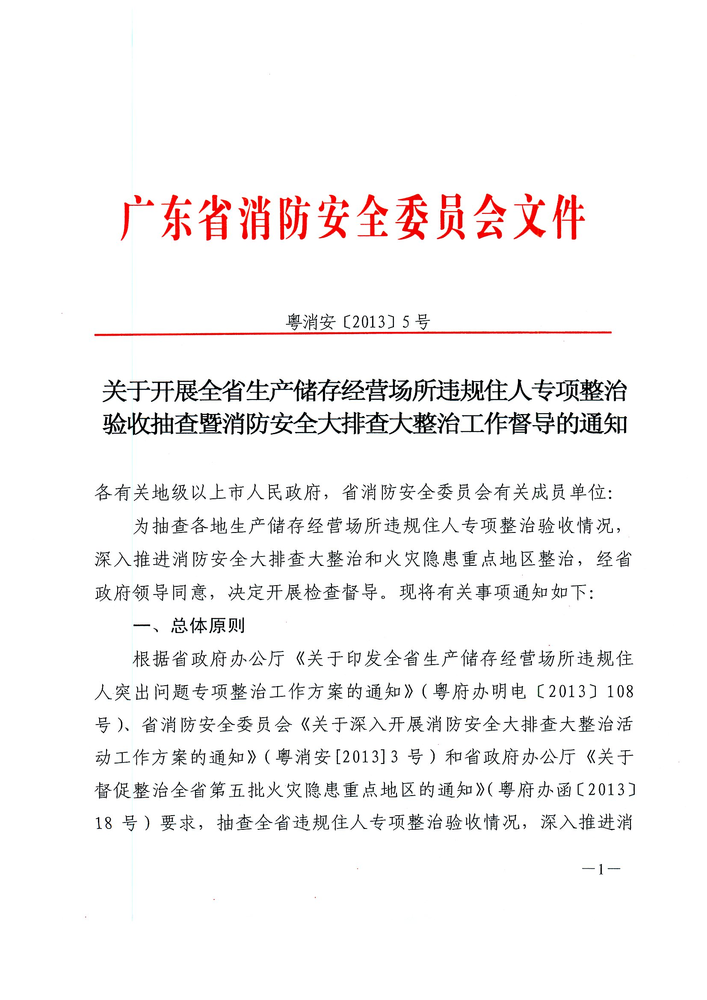 广东省消防安全委员会文件
粤消安〔2013〕5 号
关于开展全省生产储存经营场所违规住人专项整治
验收抽查暨消防安全大排查大整治工作督导的通知
各有关地级以上市人民政府，省消防安全委员会有关成员单位：
为抽查各地生产储存经营场所违规住人专项整治验收情况，
深入推进消防安全大排查大整治和火灾隐患重点地区整治，经省
政府领导同意，决定开展检查督导。现将有关事项通知如下：
一、总体原则
根据省政府办公厅《关于印发全省生产储存经营场所违规住
人突出问题专项整治工作方案的通知》（粤府办明电〔2013〕108
号）、省消防安全委员会《关于深入开展消防安全大排查大整治活
动工作方案的通知》（粤消安[2013]3 号）和省政府办公厅《关于
督促整治全省第五批火灾隐患重点地区的通知》（粤府办函〔2013〕
18 号）要求，抽查全省违规住人专项整治验收情况，深入推进消
—1—